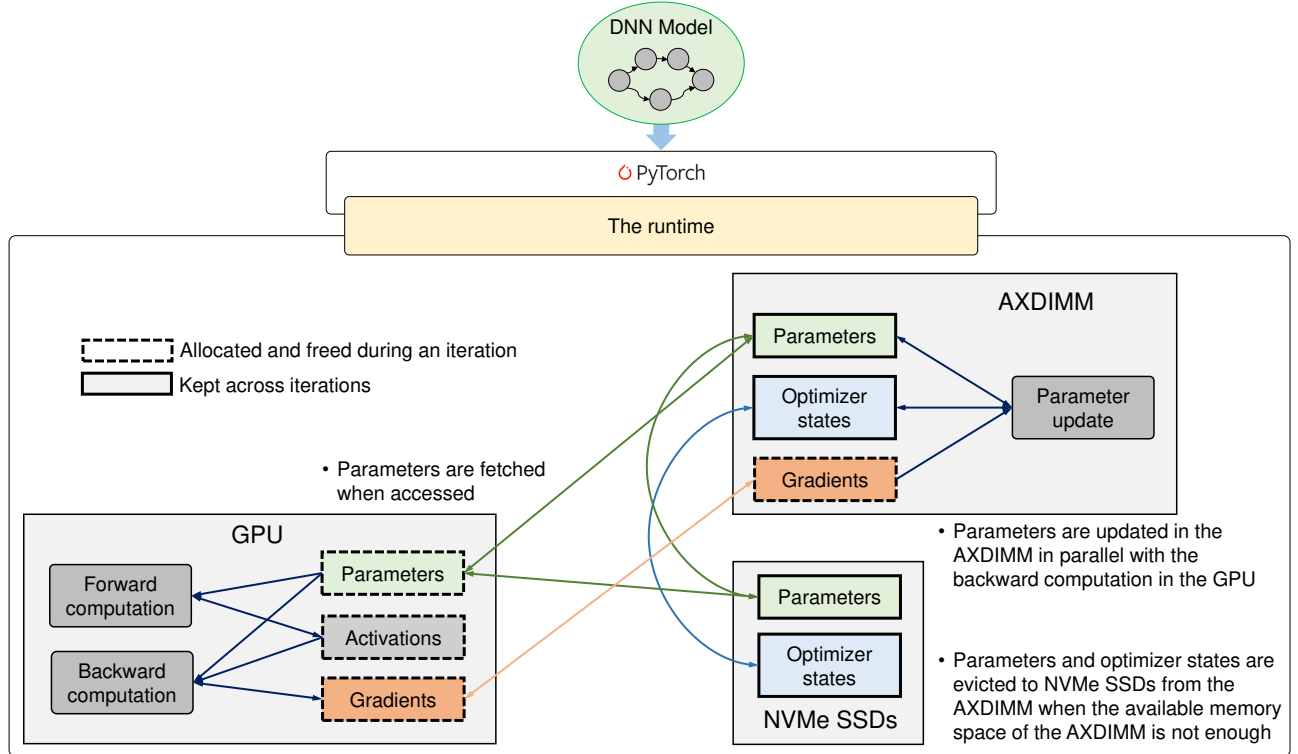 DNN Model
PyTorch
The runtime
Allocated and freed during an iteration
Kept across iterations
AXDIMM
Parameters
Optimizer
states
Gradients
Parameter
update
• Parameters are fetched
when accessed
GPU
Forward
computation
Backward
computation
Parameters
Activations
Gradients
• Parameters are updated in the
AXDIMM in parallel with the
backward computation in the GPU
Parameters
Optimizer
states
NVMe SSDs
• Parameters and optimizer states are
evicted to NVMe SSDs from the
AXDIMM when the available memory
space of the AXDIMM is not enough